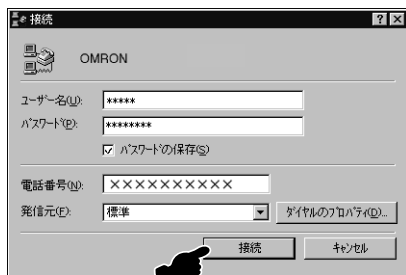 接続
OMRON
ユーザー名(U): *****
パスワード(P): ********
パスワードの保存(S)
電話番号(N): ××××××××××
発信元(F): 標準 ダイヤルのプロパティ(D)...
接続 キャンセル